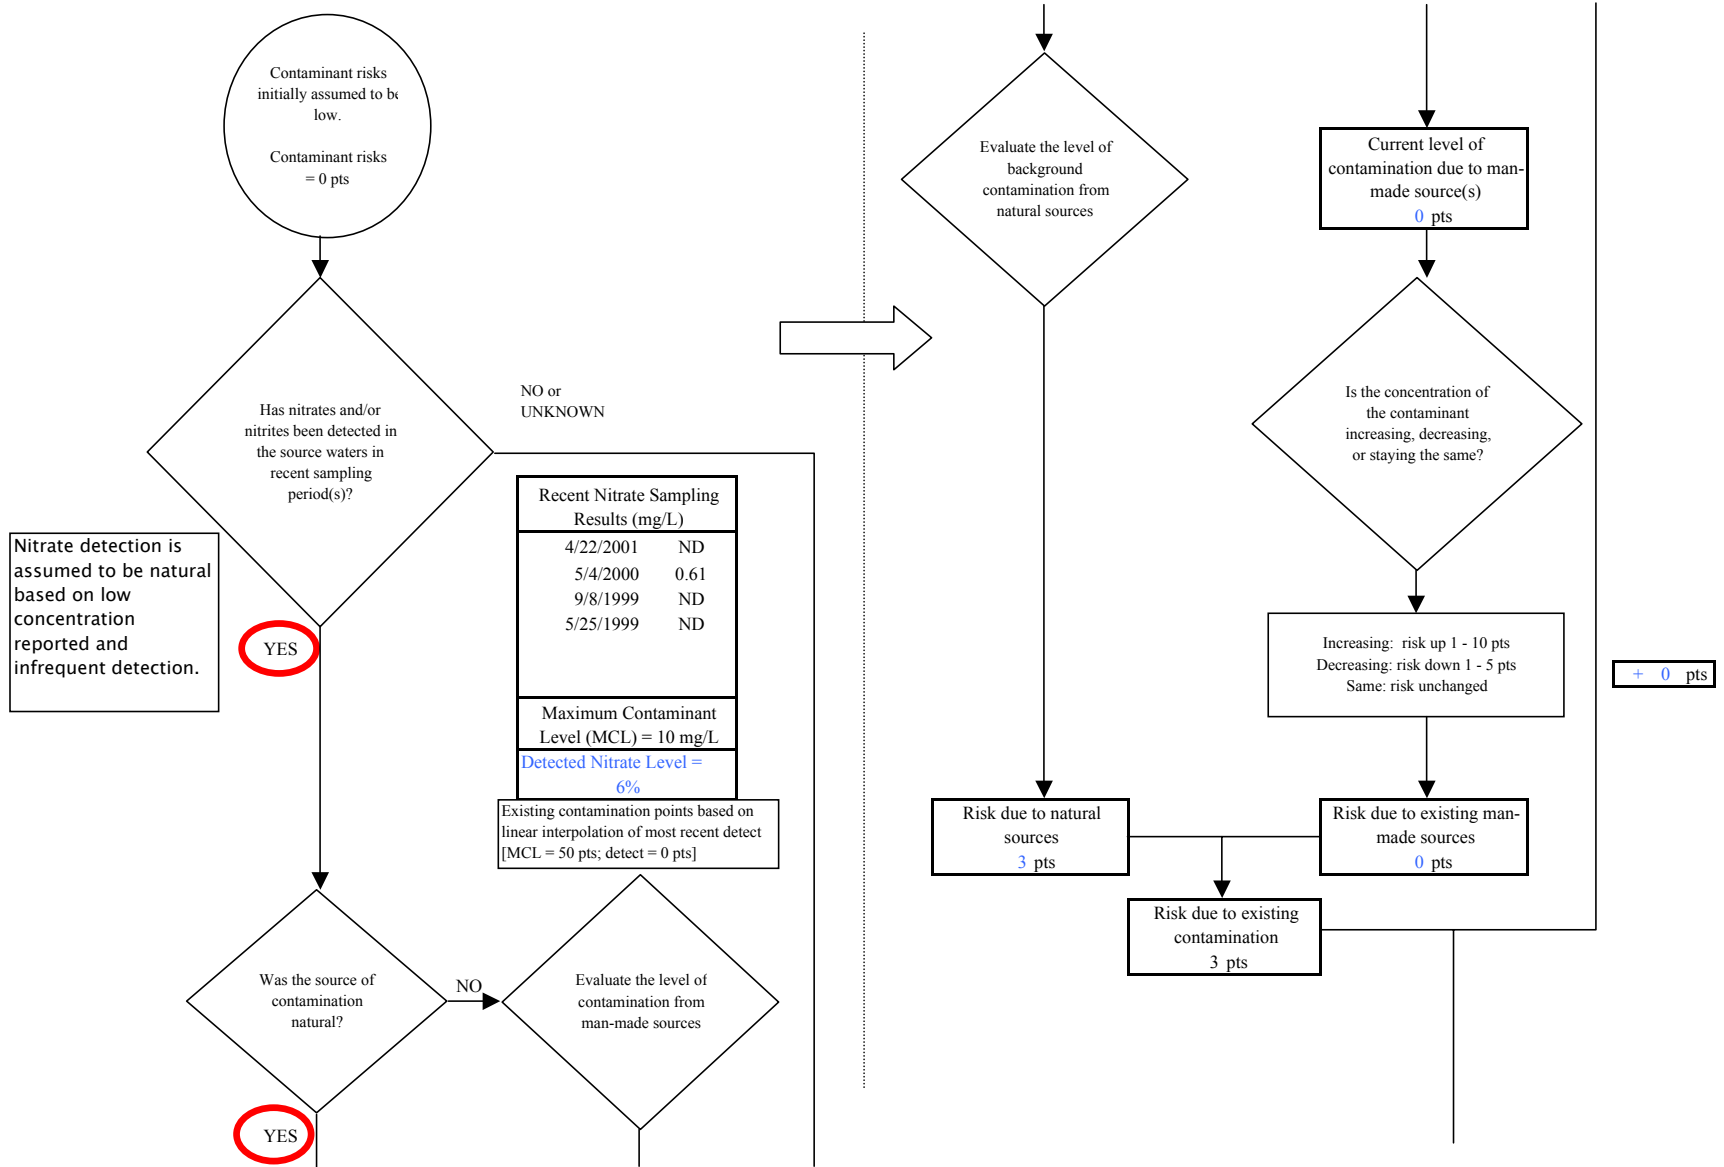 Contaminant risks
initially assumed to be
low.
Contaminant risks
= 0 pts
Has nitrates and/or
nitrites been detected in
the source waters in
recent sampling
period(s)?
NO or
UNKNOWN
Nitrate detection is
assumed to be natural
based on low
concentration
reported and
infrequent detection.
YES
Recent Nitrate Sampling
Results (mg/L)
4/22/2001 ND
5/4/2000 0.61
9/8/1999 ND
5/25/1999 ND
Maximum Contaminant
Level (MCL) = 10 mg/L
Detected Nitrate Level =
6%
Existing contamination points based on
linear interpolation of most recent detect
[MCL = 50 pts; detect = 0 pts]
Was the source of
contamination
natural?
NO
Evaluate the level of
contamination from
man-made sources
YES
Evaluate the level of
background
contamination from
natural sources
Current level of
contamination due to man-
made source(s)
0 pts
Is the concentration of
the contaminant
increasing, decreasing,
or staying the same?
Increasing: risk up 1 - 10 pts
Decreasing: risk down 1 - 5 pts
Same: risk unchanged
+ 0 pts
Risk due to natural
sources
3 pts
Risk due to existing man-
made sources
0 pts
Risk due to existing
contamination
3 pts